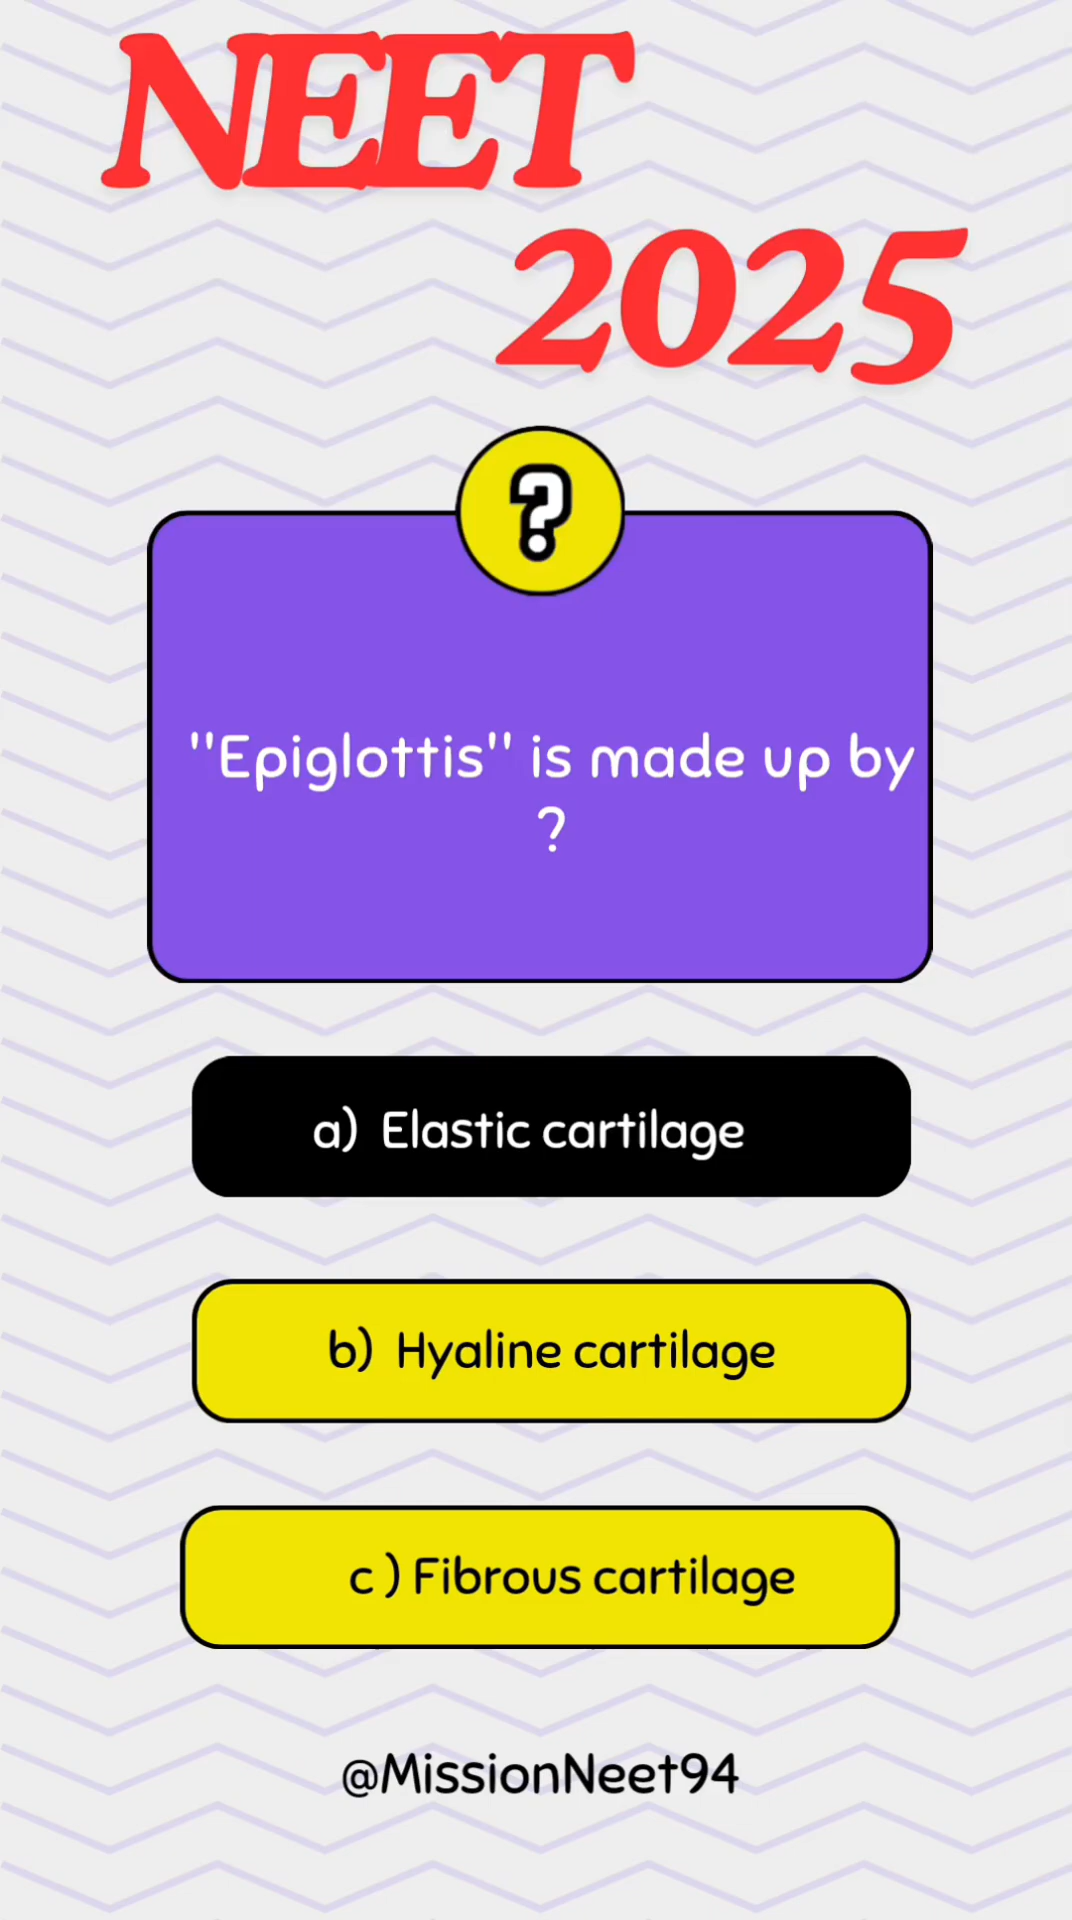 NEET
2025
?
"Epiglottis" is made up by
?
a) Elastic cartilage
b) Hyaline cartilage
c ) Fibrous cartilage
@MissionNeet94